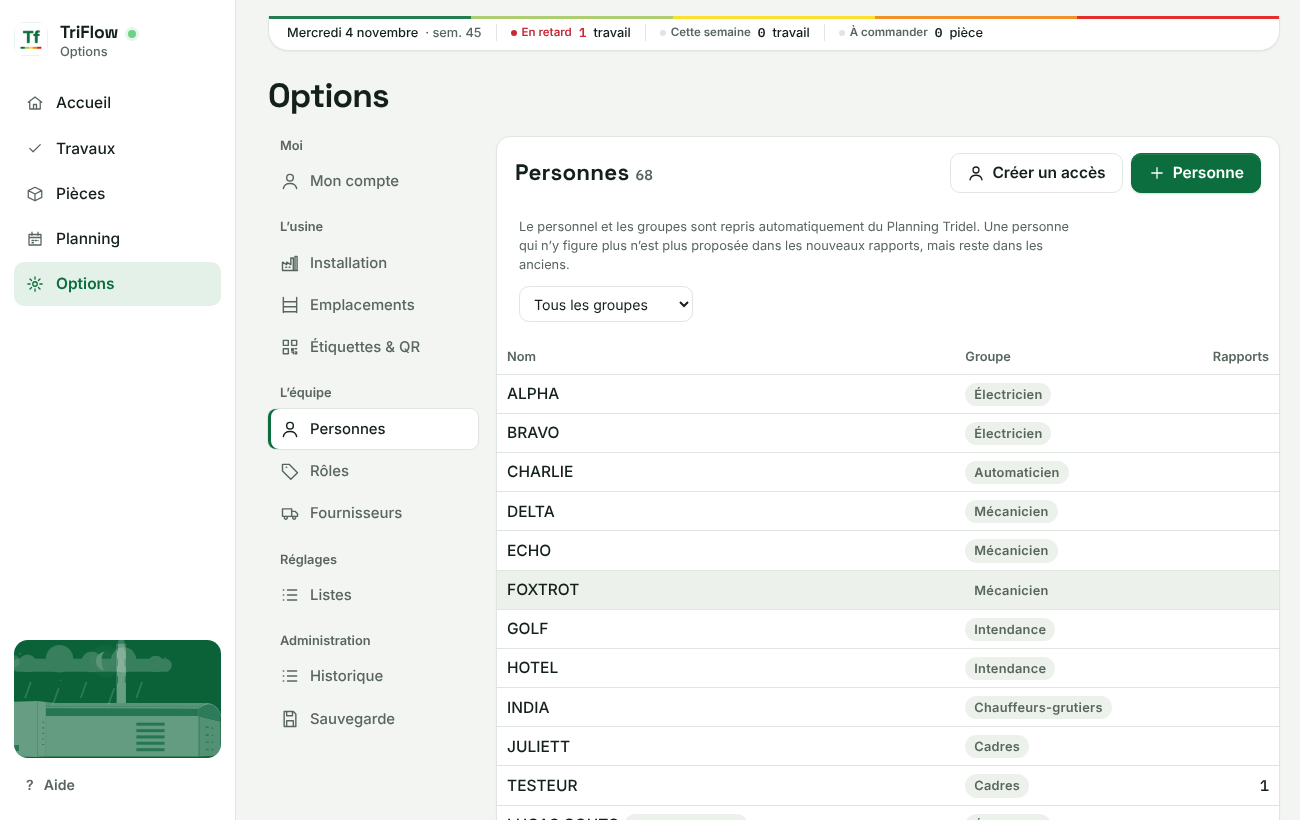 Tf
TriFlow
Options
Accueil
Travaux
Pièces
Planning
Options
? Aide
Mercredi 4 novembre · sem. 45 En retard 1 travail Cette semaine 0 travail À commander 0 pièce
Options
Moi
Mon compte
L’usine
Installation
Emplacements
Étiquettes & QR
L’équipe
Personnes
Rôles
Fournisseurs
Réglages
Listes
Administration
Historique
Sauvegarde
Personnes 68
Créer un accès
+ Personne
Le personnel et les groupes sont repris automatiquement du Planning Tridel. Une personne
qui n’y figure plus n’est plus proposée dans les nouveaux rapports, mais reste dans les
anciens.
Tous les groupes
Nom Groupe Rapports
ALPHA Électricien
BRAVO Électricien
CHARLIE Automaticien
DELTA Mécanicien
ECHO Mécanicien
FOXTROT Mécanicien
GOLF Intendance
HOTEL Intendance
INDIA Chauffeurs-grutiers
JULIETT Cadres
TESTEUR Cadres 1